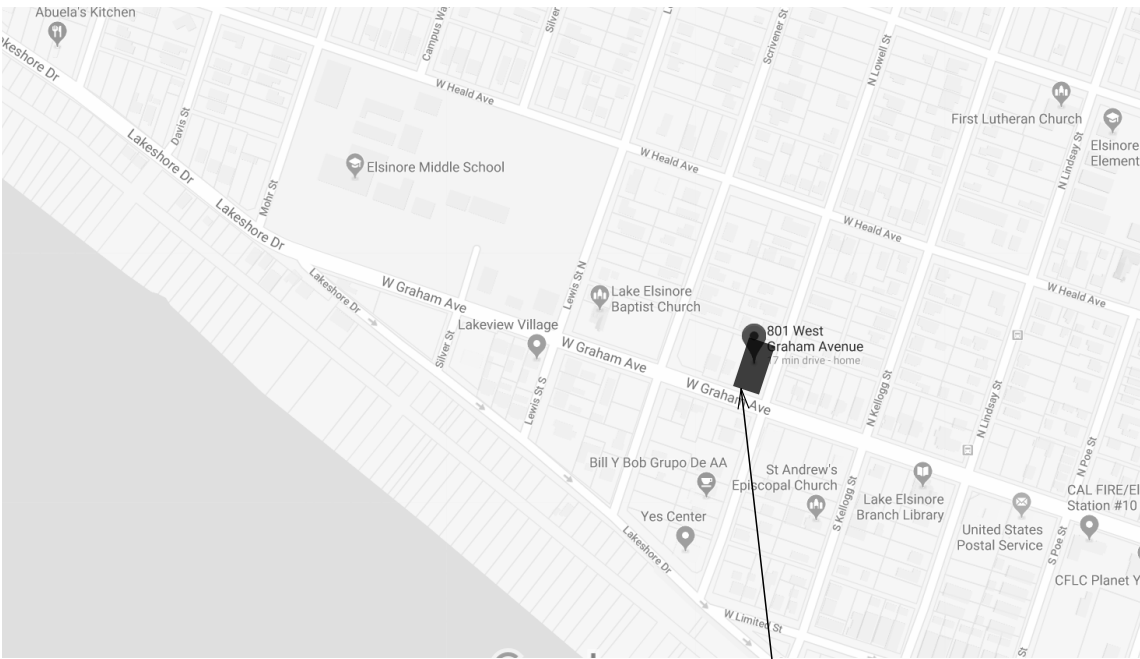 Abuela's Kitchen
Campus Wa
Silver
Scrivener St
N Lowell St
Lakeshore Dr
W Heald Ave
First Lutheran Church
Elsinore
Element
Davis St
Lakeshore Dr
Elsinore Middle School
W Heald Ave
N Lindsay St
Mohr St
Lakeshore Dr
W Heald Ave
Lakeshore Dr
W Graham Ave
Lewis St N
Lake Elsinore
Baptist Church
W Heald Ave
Lakeview Village
801 West
Graham Avenue
7 min drive - home
Silver St
W Graham Ave
Lewis St S
W Graham Ave
N Kellogg St
N Lindsay St
N Poe St
Bill Y Bob Grupo De AA
St Andrew's
Episcopal Church
S Kellogg St
Lake Elsinore
Branch Library
CAL FIRE/El
Station #10
Yes Center
United States
Postal Service
S Poe St
Lakeshore Dr
CFLC Planet Y
W Limited St
St